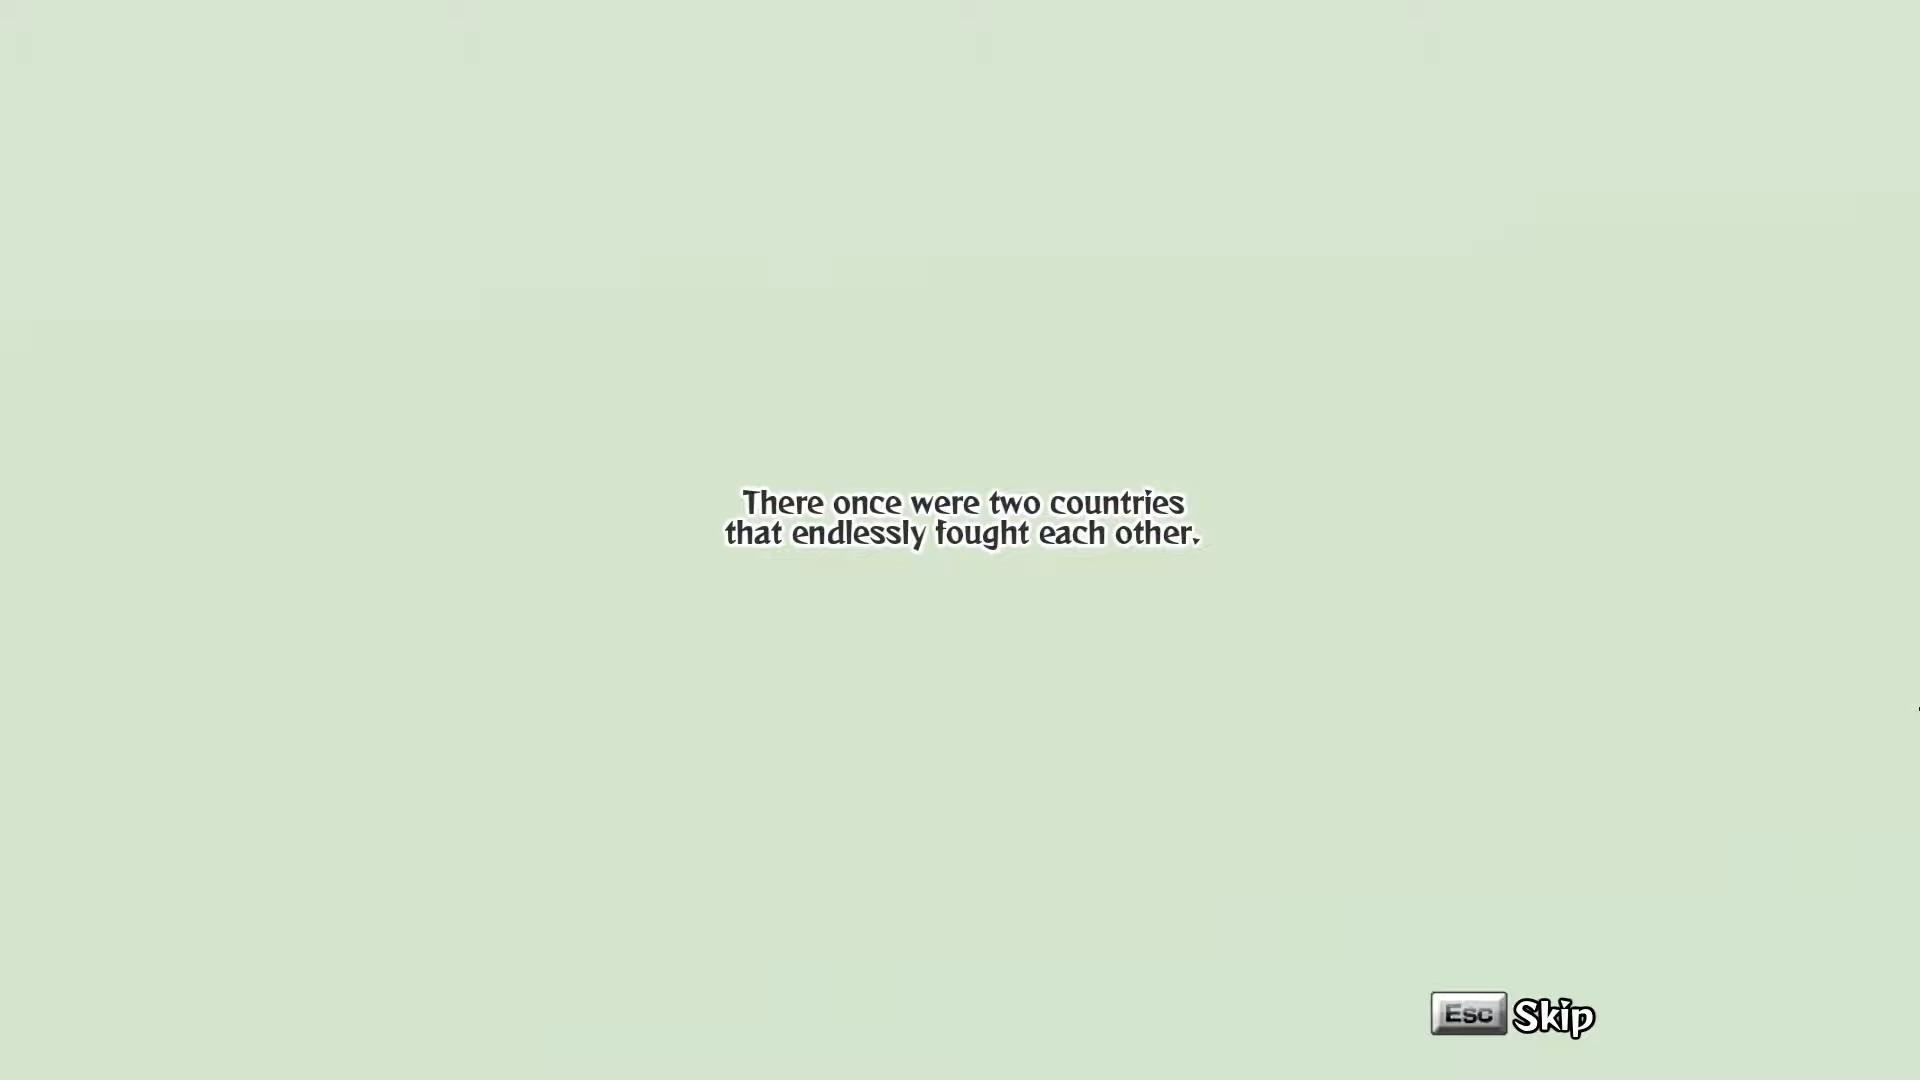 There once were two countries
that endlessly fought each other.
Esc Skip